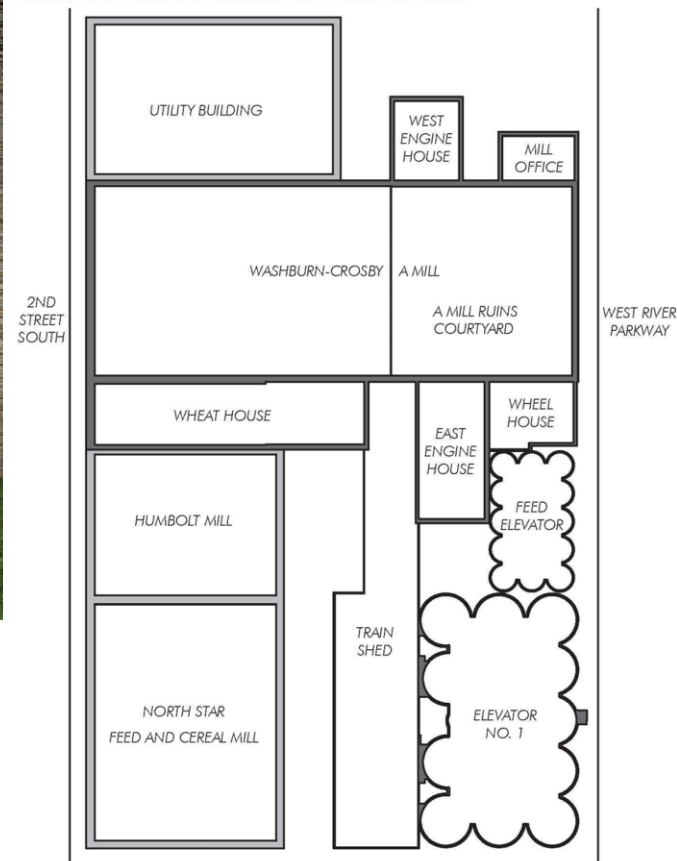 UTILITY BUILDING
WEST
ENGINE
HOUSE
MILL
OFFICE
WASHBURN-CROSBY A MILL
A MILL RUINS
COURTYARD
2ND
STREET
SOUTH
WEST RIVER
PARKWAY
WHEAT HOUSE
EAST
ENGINE
HOUSE
WHEEL
HOUSE
HUMBOLT MILL
FEED
ELEVATOR
TRAIN
SHED
NORTH STAR
FEED AND CEREAL MILL
ELEVATOR
NO. 1